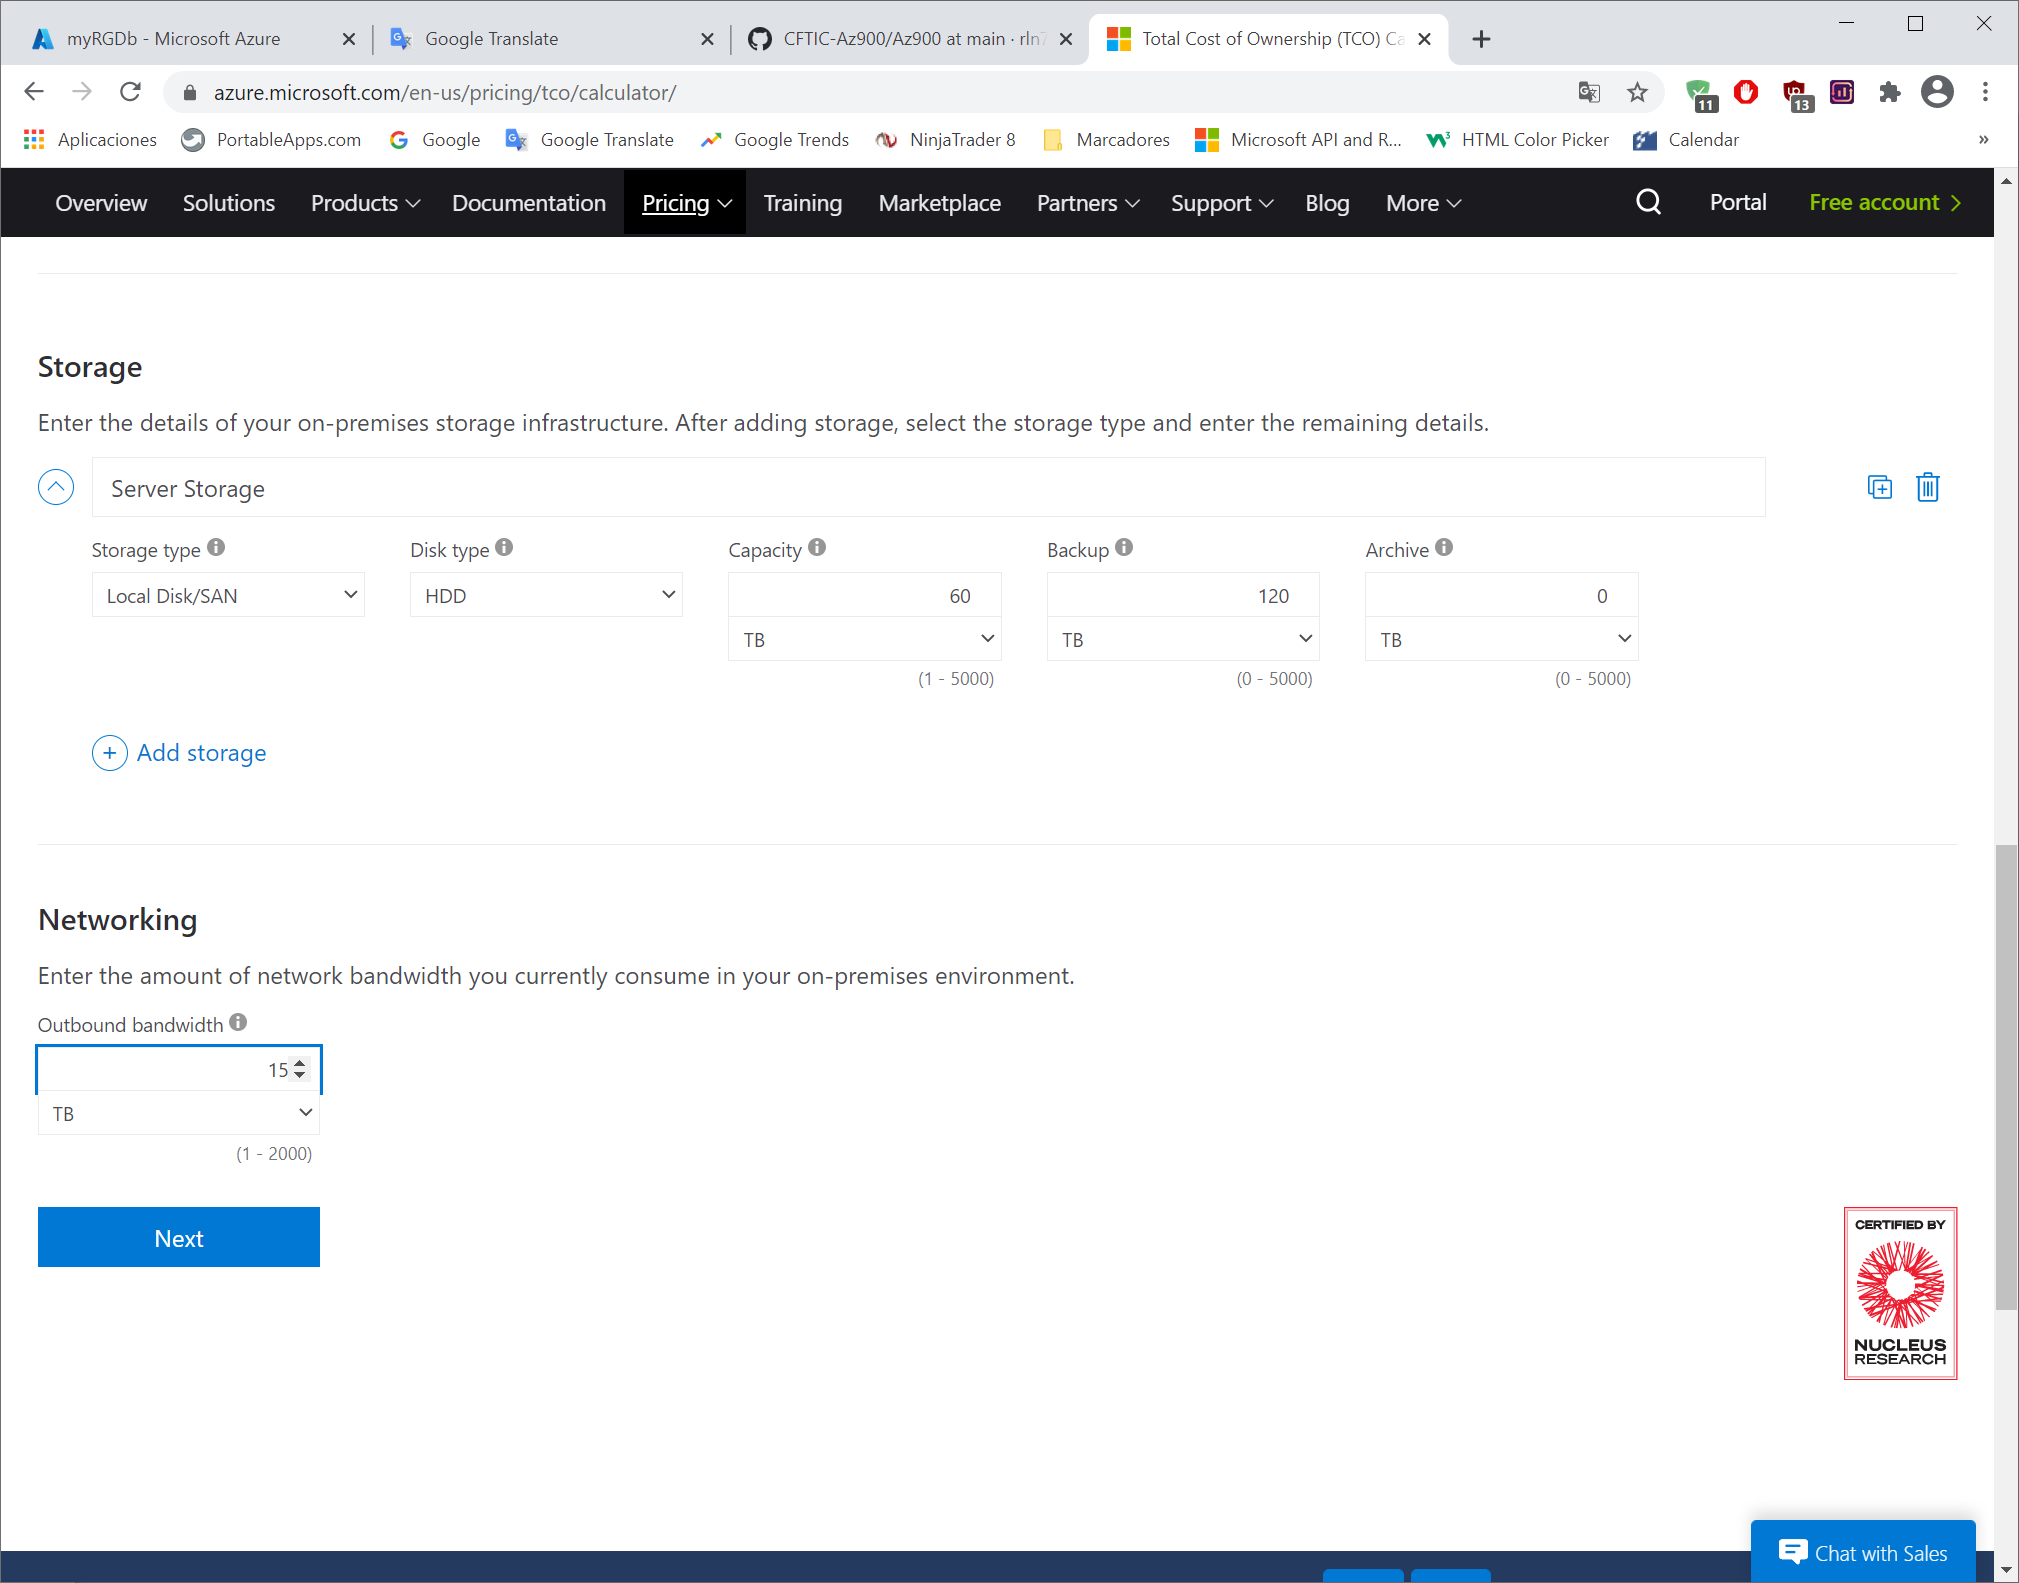 myRGDb - Microsoft Azure
Google Translate
CFTIC-Az900/Az900 at main · rln7
Total Cost of Ownership (TCO) Ca
azure.microsoft.com/en-us/pricing/tco/calculator/
11
13
Aplicaciones
PortableApps.com
Google
Google Translate
Google Trends
NinjaTrader 8
Marcadores
Microsoft API and R...
HTML Color Picker
Calendar
»
Overview
Solutions
Products
Documentation
Pricing
Training
Marketplace
Partners
Support
Blog
More
Portal
Free account
Storage
Enter the details of your on-premises storage infrastructure. After adding storage, select the storage type and enter the remaining details.
Server Storage
Storage type
Disk type
Capacity
Backup
Archive
Local Disk/SAN
HDD
60
120
0
TB
TB
TB
(1 - 5000)
(0 - 5000)
(0 - 5000)
Add storage
Networking
Enter the amount of network bandwidth you currently consume in your on-premises environment.
Outbound bandwidth
15
TB
(1 - 2000)
Next
CERTIFIED BY
NUCLEUS
RESEARCH
Chat with Sales